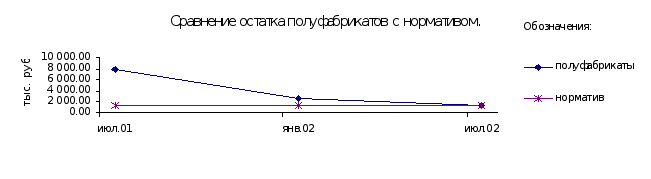 Сравнение остатка полуфабрикатов с нормативом.
Обозначения:
тыс. руб
10 000.00
8 000.00
6 000.00
4 000.00
2 000.00
0.00
июл.01
янв.02
июл.02
полуфабрикаты
норматив